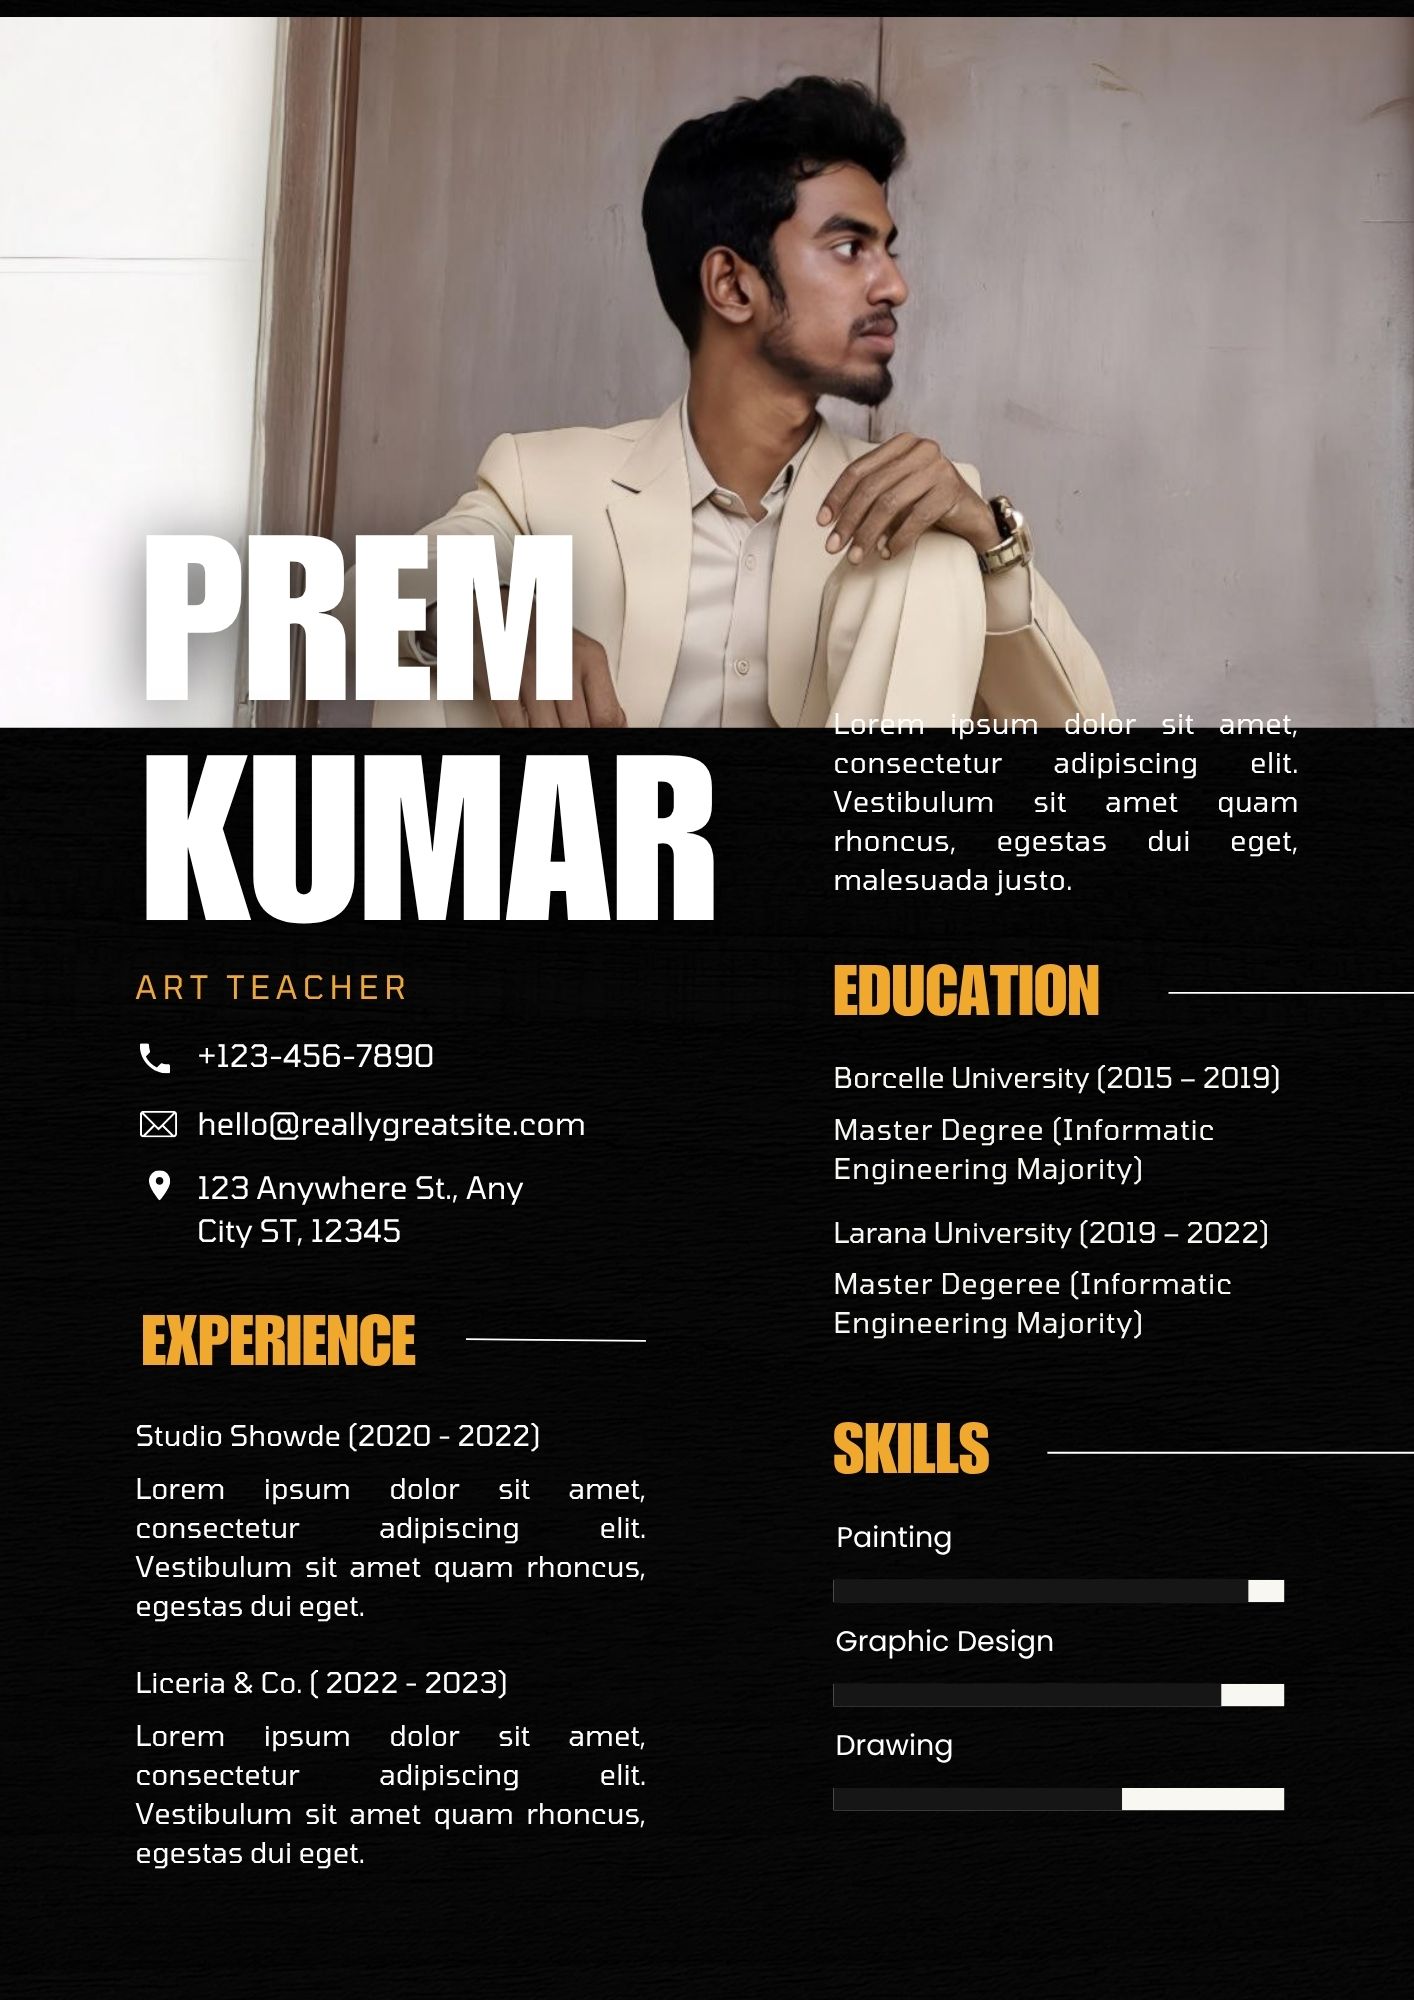 PREM
KUMAR
ART TEACHER
+123-456-7890
hello@reallygreatsite.com
123 Anywhere St., Any
City ST, 12345
EXPERIENCE
Studio Showde (2020 - 2022)
Lorem ipsum dolor sit amet,
consectetur adipiscing elit.
Vestibulum sit amet quam rhoncus,
egestas dui eget.
Liceria & Co. ( 2022 - 2023)
Lorem ipsum dolor sit amet,
consectetur adipiscing elit.
Vestibulum sit amet quam rhoncus,
egestas dui eget.
Lorem ipsum dolor sit amet,
consectetur adipiscing elit.
Vestibulum sit amet quam
rhoncus, egestas dui eget,
malesuada justo.
EDUCATION
Borcelle University (2015 – 2019)
Master Degree (Informatic
Engineering Majority)
Larana University (2019 – 2022)
Master Degeree (Informatic
Engineering Majority)
SKILLS
Painting
Graphic Design
Drawing